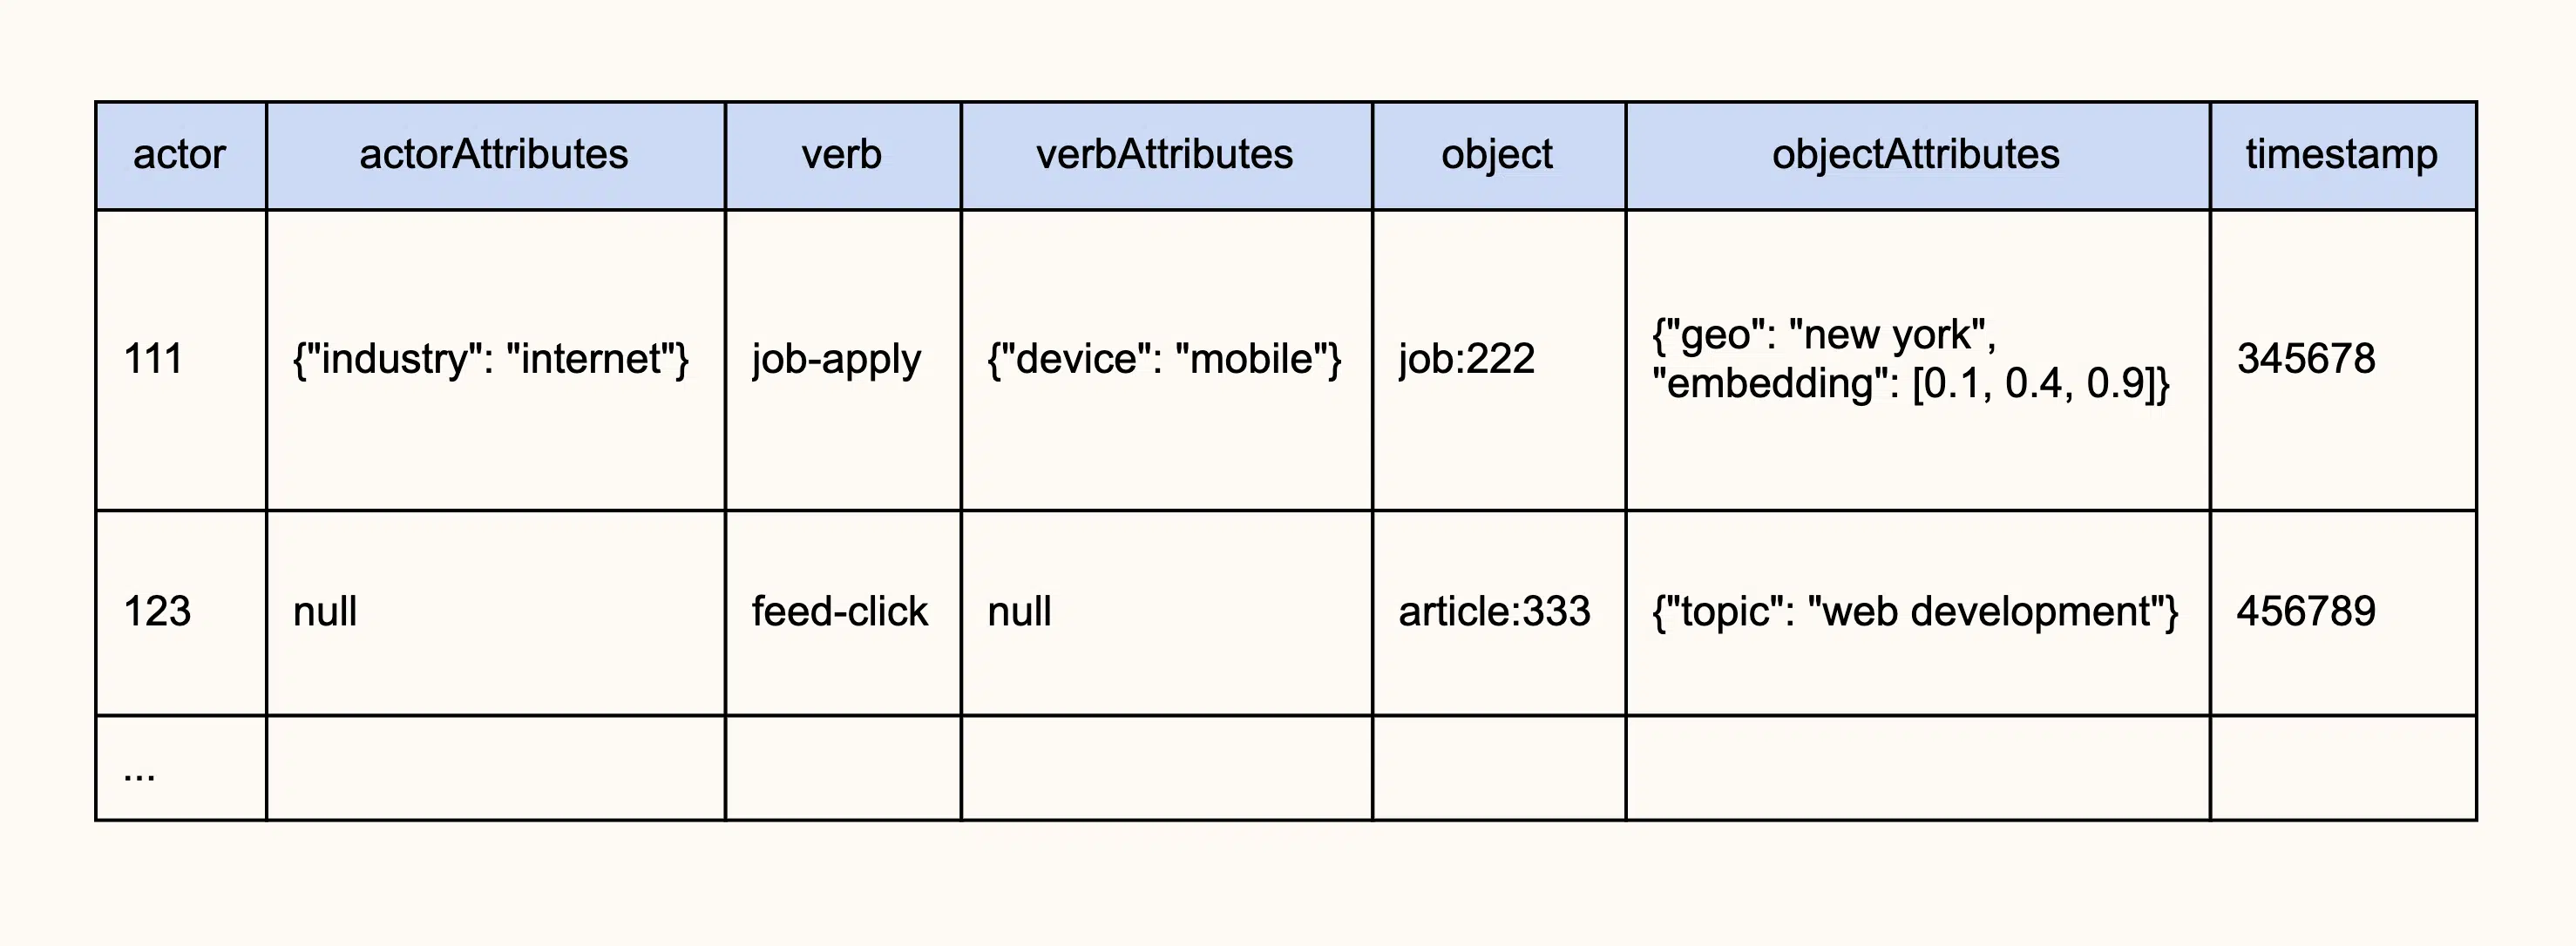 actor actorAttributes verb verbAttributes object objectAttributes timestamp
111 {"industry": "internet"} job-apply {"device": "mobile"} job:222 {"geo": "new york",
"embedding": [0.1, 0.4, 0.9]} 345678
123 null feed-click null article:333 {"topic": "web development"} 456789
...